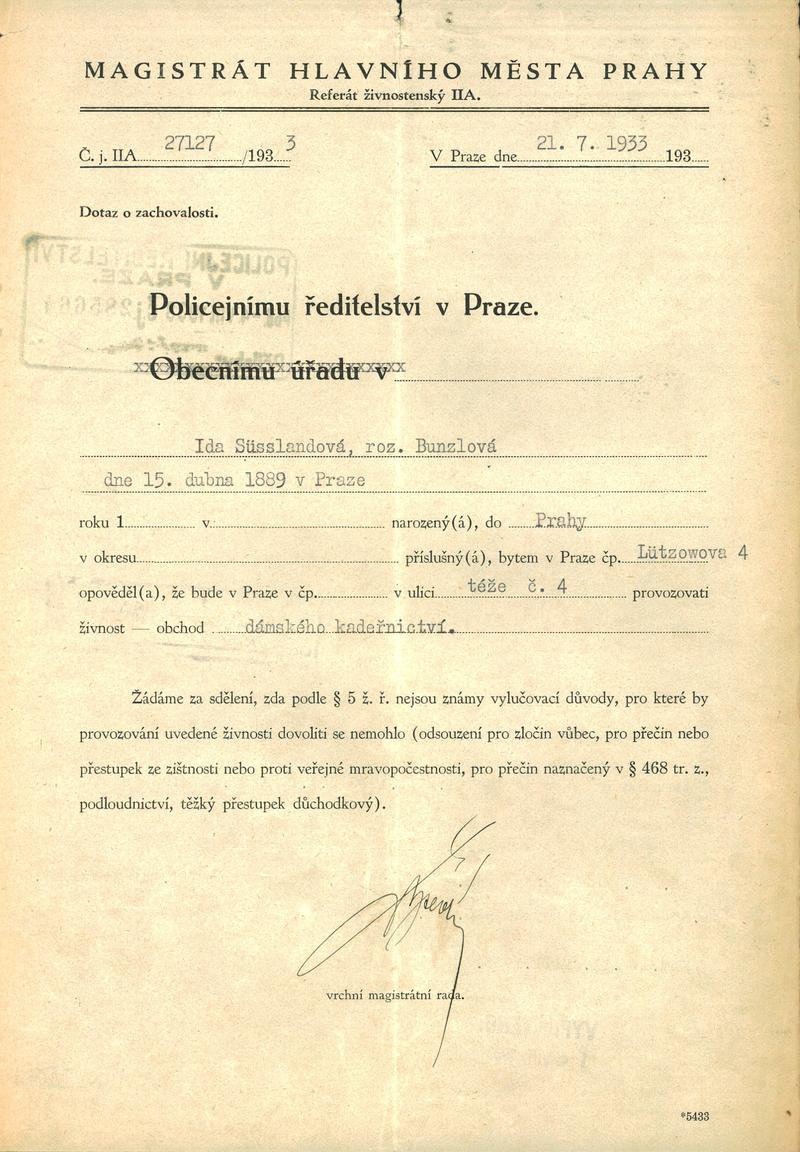 MAGISTRÁT HLAVNÍHO MĚSTA PRAHY
Referát živnostenský IIA.
Č. j. IIA 27127 /193 3
V Praze dne 21. 7. 1933 193
Dotaz o zachovalosti.
Policejnímu ředitelství v Praze.
Obecnímu úřadu v
Ida Süsslandová, roz. Bunzlová
dne 15. dubna 1889 v Praze
roku 1 v. narozený(á), do Prahy
v okresu příslušný(á), bytem v Praze čp. Lützowova 4
opověděl(a), že bude v Praze v čp. v ulici téže č. 4 provozovati
živnost — obchod dámského kadeřnictví.
Žádáme za sdělení, zda podle § 5 ž. ř. nejsou známy vylučovací důvody, pro které by
provozování uvedené živnosti dovoliti se nemohlo (odsouzení pro zločin vůbec, pro přečin nebo
přestupek ze zištnosti nebo proti veřejné mravopočestnosti, pro přečin naznačený v § 468 tr. z.,
podloudnictví, těžký přestupek důchodkový).
vrchní magistrátní rada.
*5433